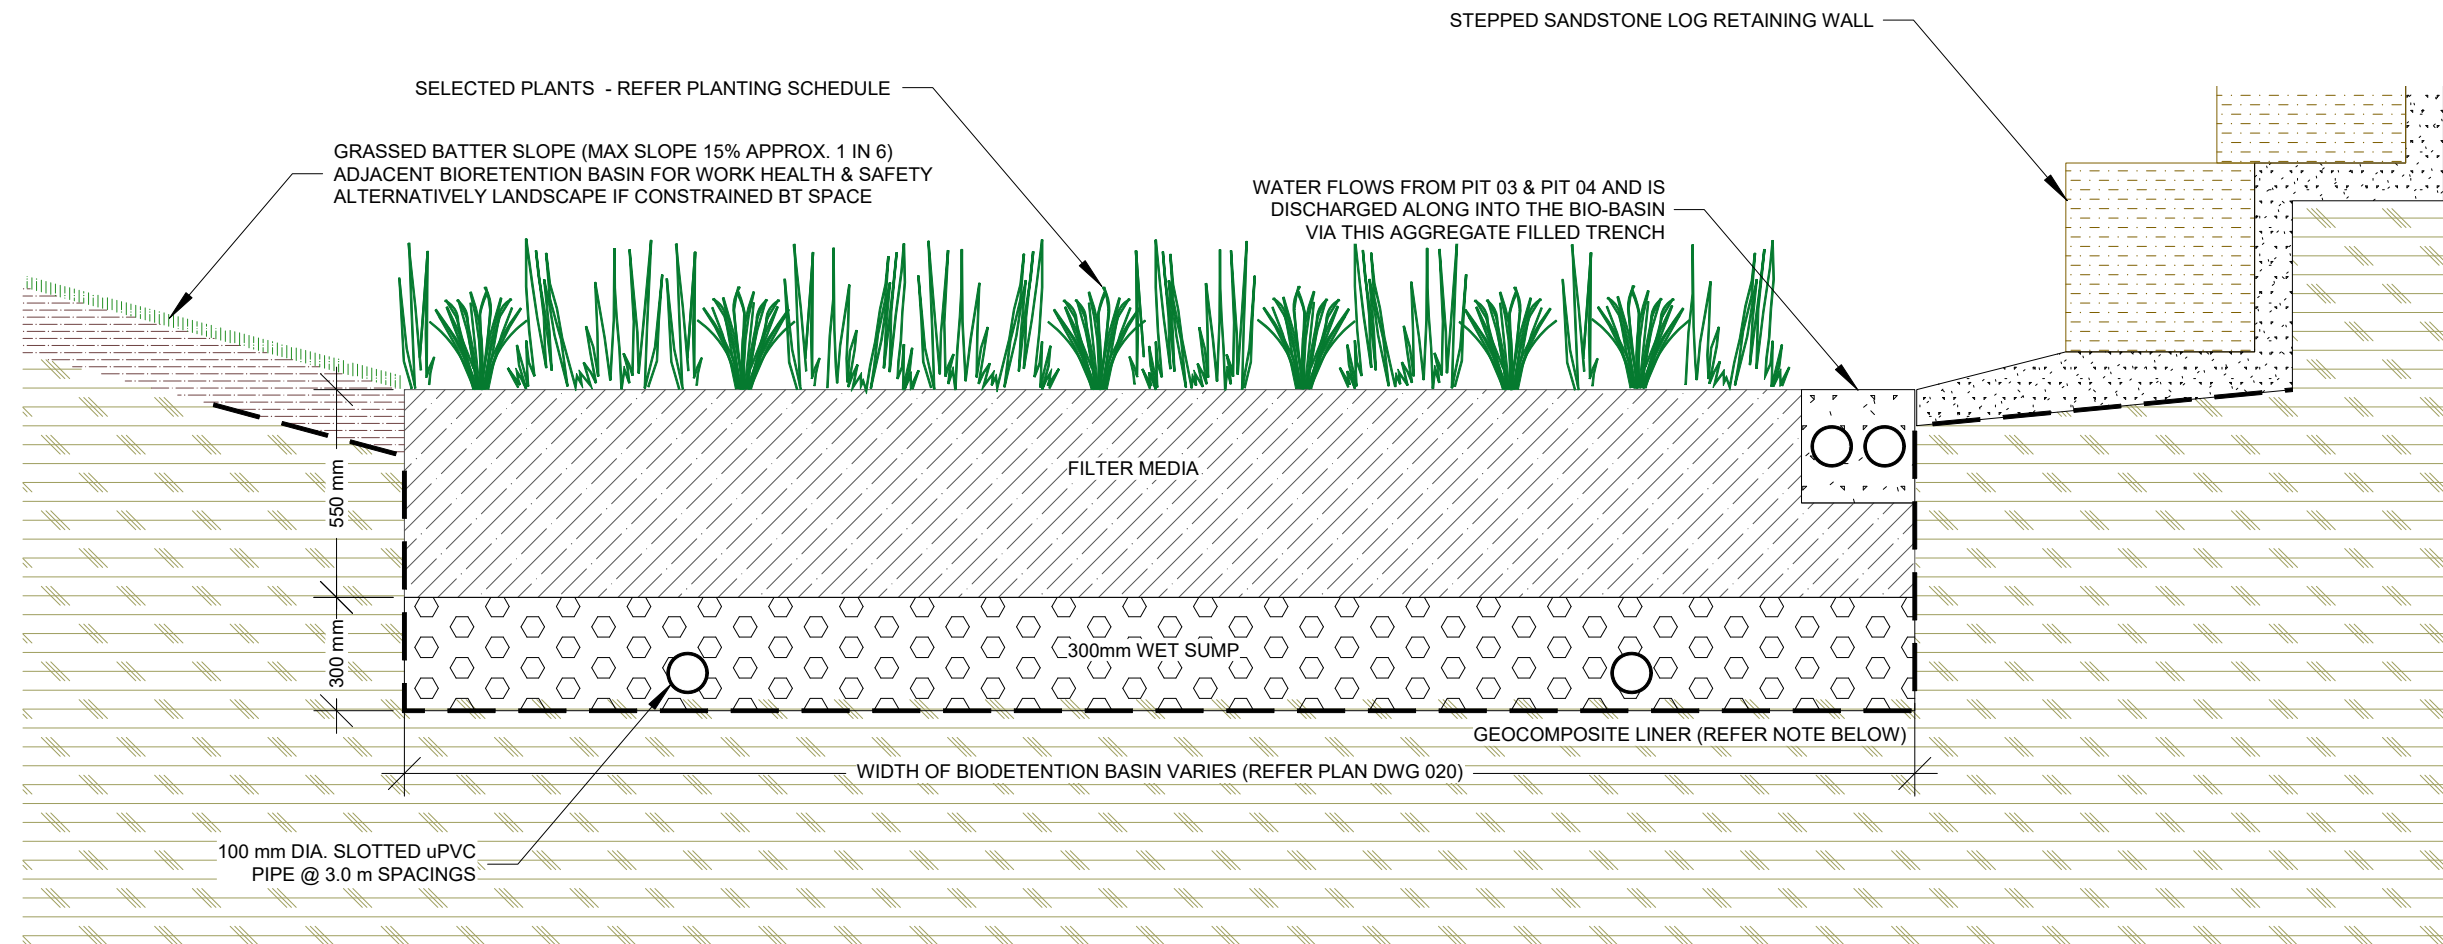 STEPPED SANDSTONE LOG RETAINING WALL
SELECTED PLANTS - REFER PLANTING SCHEDULE
GRASSED BATTER SLOPE (MAX SLOPE 15% APPROX. 1 IN 6)
ADJACENT BIORETENTION BASIN FOR WORK HEALTH & SAFETY
ALTERNATIVELY LANDSCAPE IF CONSTRAINED BT SPACE
WATER FLOWS FROM PIT 03 & PIT 04 AND IS
DISCHARGED ALONG INTO THE BIO-BASIN
VIA THIS AGGREGATE FILLED TRENCH
FILTER MEDIA
550 mm
300mm WET SUMP
300 mm
GEOCOMPOSITE LINER (REFER NOTE BELOW)
WIDTH OF BIODETENTION BASIN VARIES (REFER PLAN DWG 020)
100 mm DIA. SLOTTED uPVC
PIPE @ 3.0 m SPACINGS